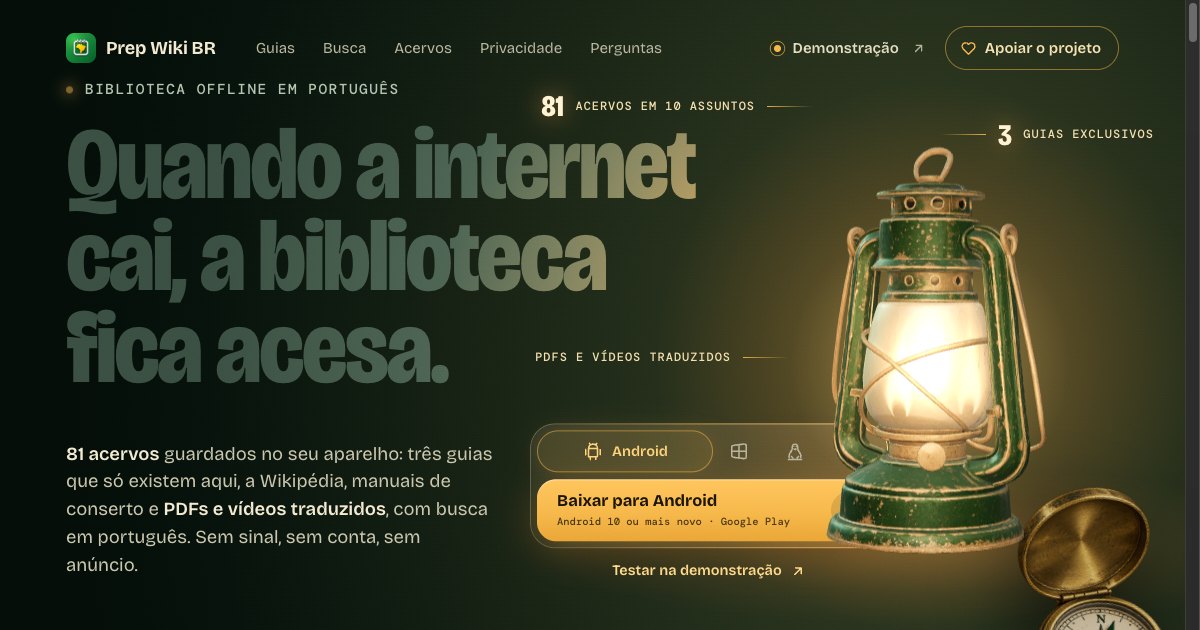 Prep Wiki BR
Guias
Busca
Acervos
Privacidade
Perguntas
Demonstração
Apoiar o projeto
BIBLIOTECA OFFLINE EM PORTUGUÊS
81 ACERVOS EM 10 ASSUNTOS
3 GUIAS EXCLUSIVOS
Quando a internet
cai, a biblioteca
fica acesa.
PDFS E VÍDEOS TRADUZIDOS
81 acervos guardados no seu aparelho: três guias
que só existem aqui, a Wikipédia, manuais de
conserto e PDFs e vídeos traduzidos, com busca
em português. Sem sinal, sem conta, sem
anúncio.
Android
Baixar para Android
Android 10 ou mais novo · Google Play
Testar na demonstração
N